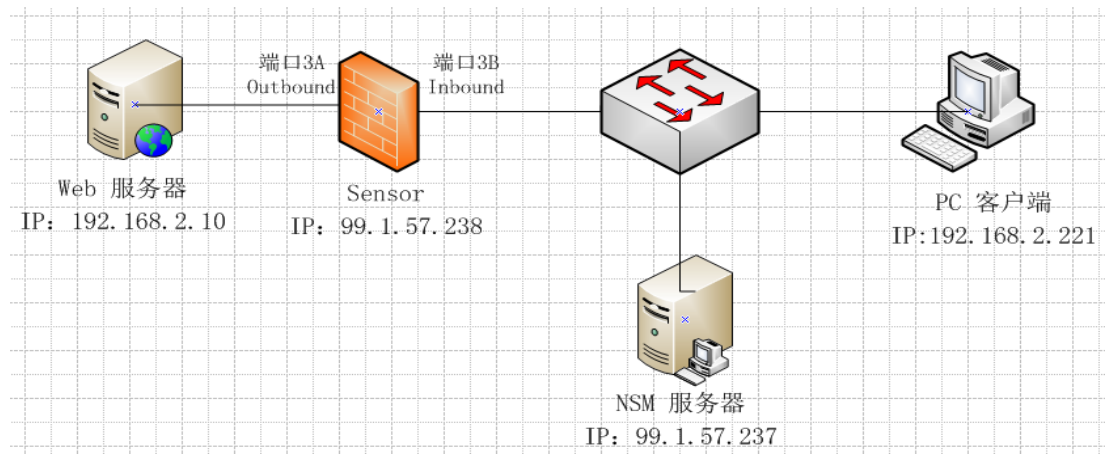 端口3A
Outbound
端口3B
Inbound
Web 服务器
IP: 192.168.2.10
Sensor
IP: 99.1.57.238
PC 客户端
IP:192.168.2.221
NSM 服务器
IP: 99.1.57.237